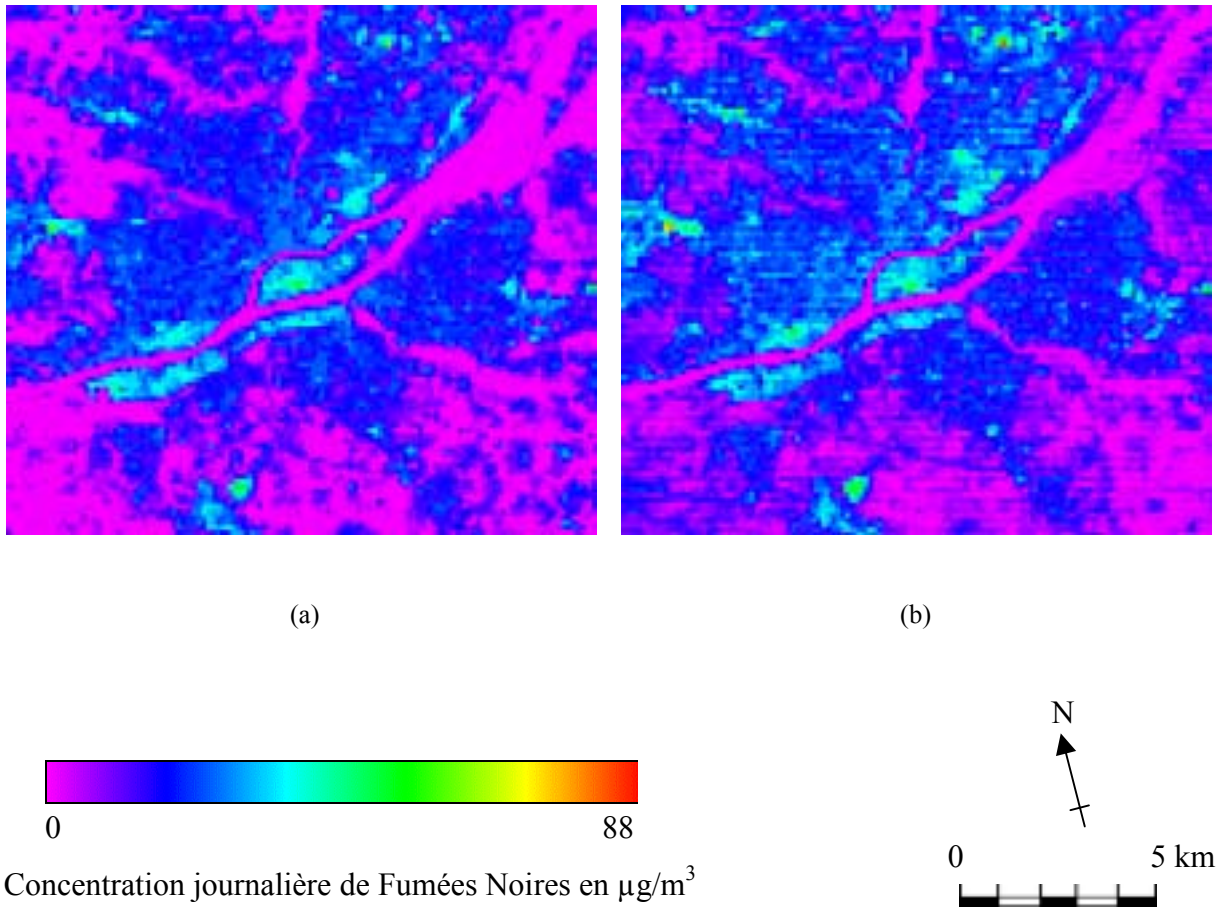 (a)
(b)
N
0
88
0
5 km
Concentration journalière de Fumées Noires en µg/m³